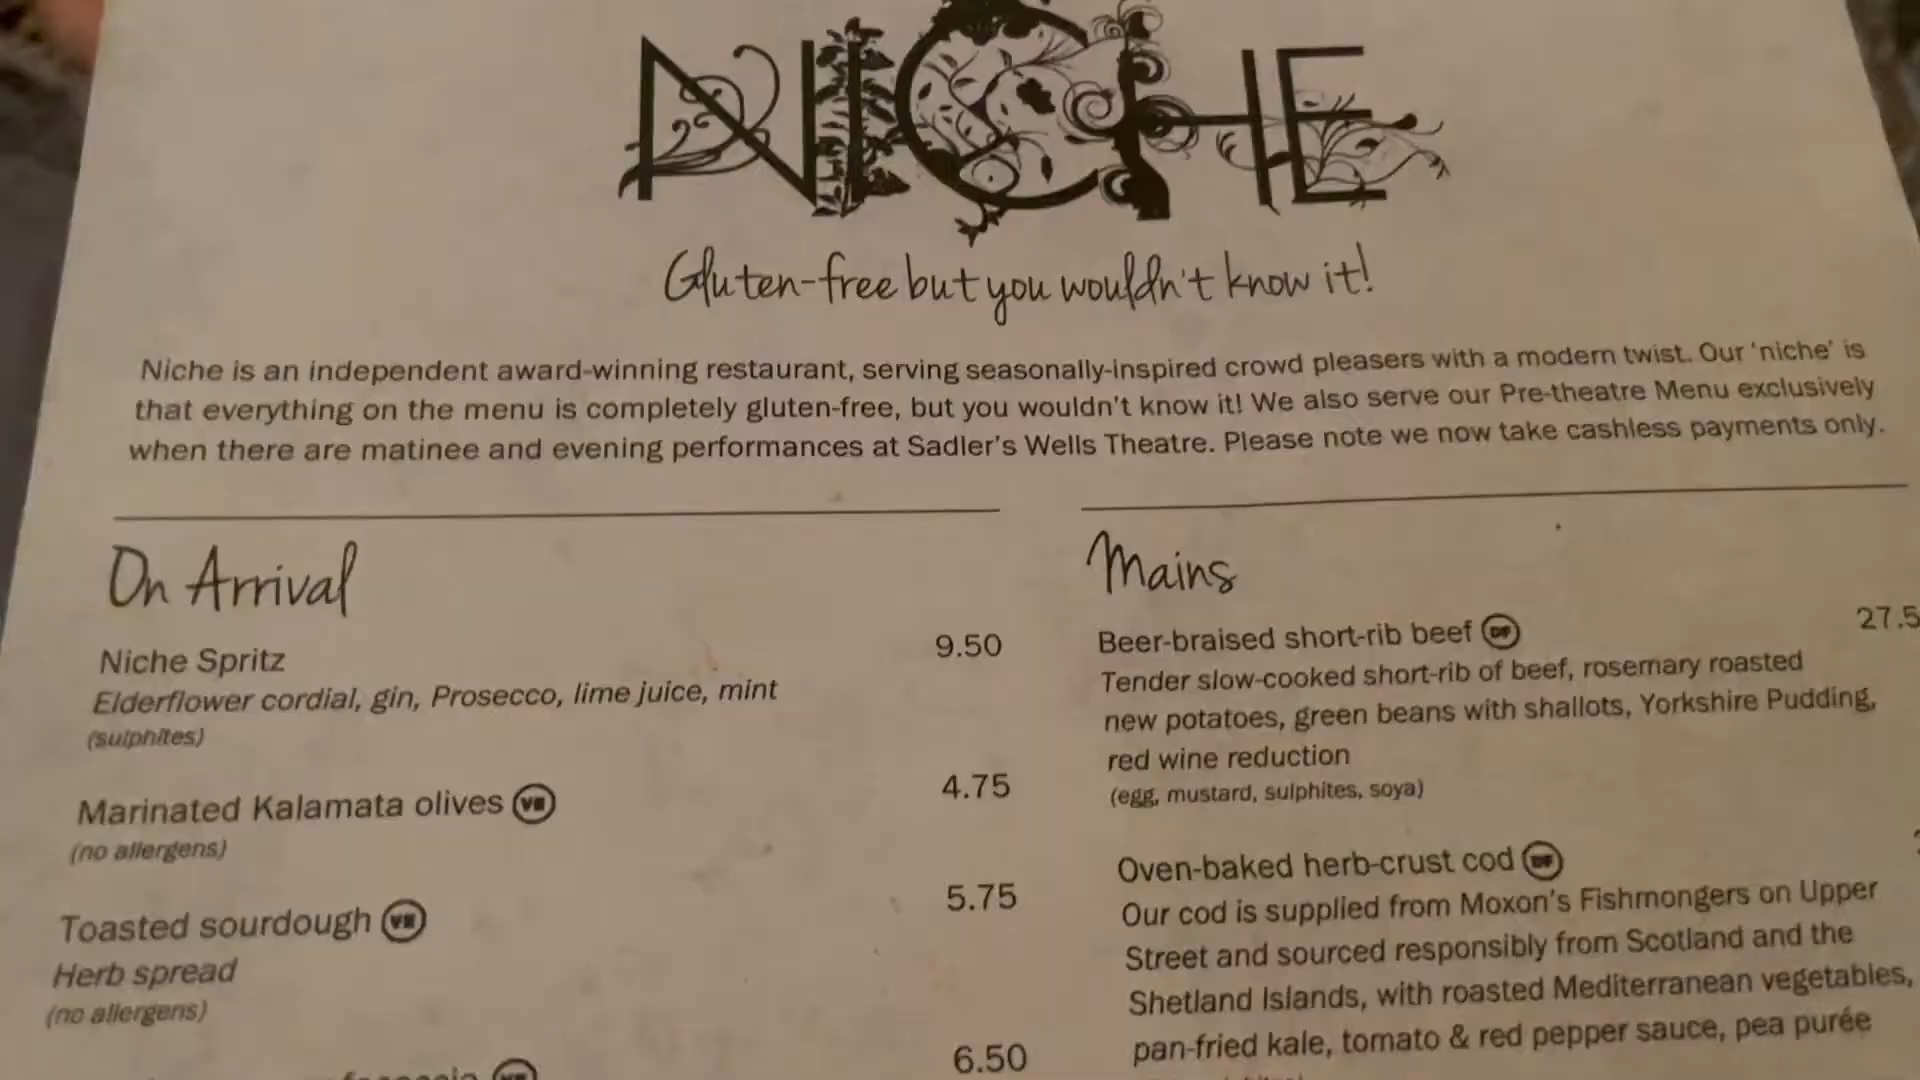 NICHE
Gluten-free but you wouldn't know it!
Niche is an independent award-winning restaurant, serving seasonally-inspired crowd pleasers with a modern twist. Our 'niche' is
that everything on the menu is completely gluten-free, but you wouldn't know it! We also serve our Pre-theatre Menu exclusively
when there are matinee and evening performances at Sadler's Wells Theatre. Please note we now take cashless payments only.
On Arrival
Niche Spritz 9.50
Elderflower cordial, gin, Prosecco, lime juice, mint
(sulphites)
Marinated Kalamata olives VE 4.75
(no allergens)
Toasted sourdough VE 5.75
Herb spread
(no allergens)
6.50
Mains
Beer-braised short-rib beef DF 27.5
Tender slow-cooked short-rib of beef, rosemary roasted
new potatoes, green beans with shallots, Yorkshire Pudding,
red wine reduction
(egg, mustard, sulphites, soya)
Oven-baked herb-crust cod DF
Our cod is supplied from Moxon's Fishmongers on Upper
Street and sourced responsibly from Scotland and the
Shetland Islands, with roasted Mediterranean vegetables,
pan-fried kale, tomato & red pepper sauce, pea purée